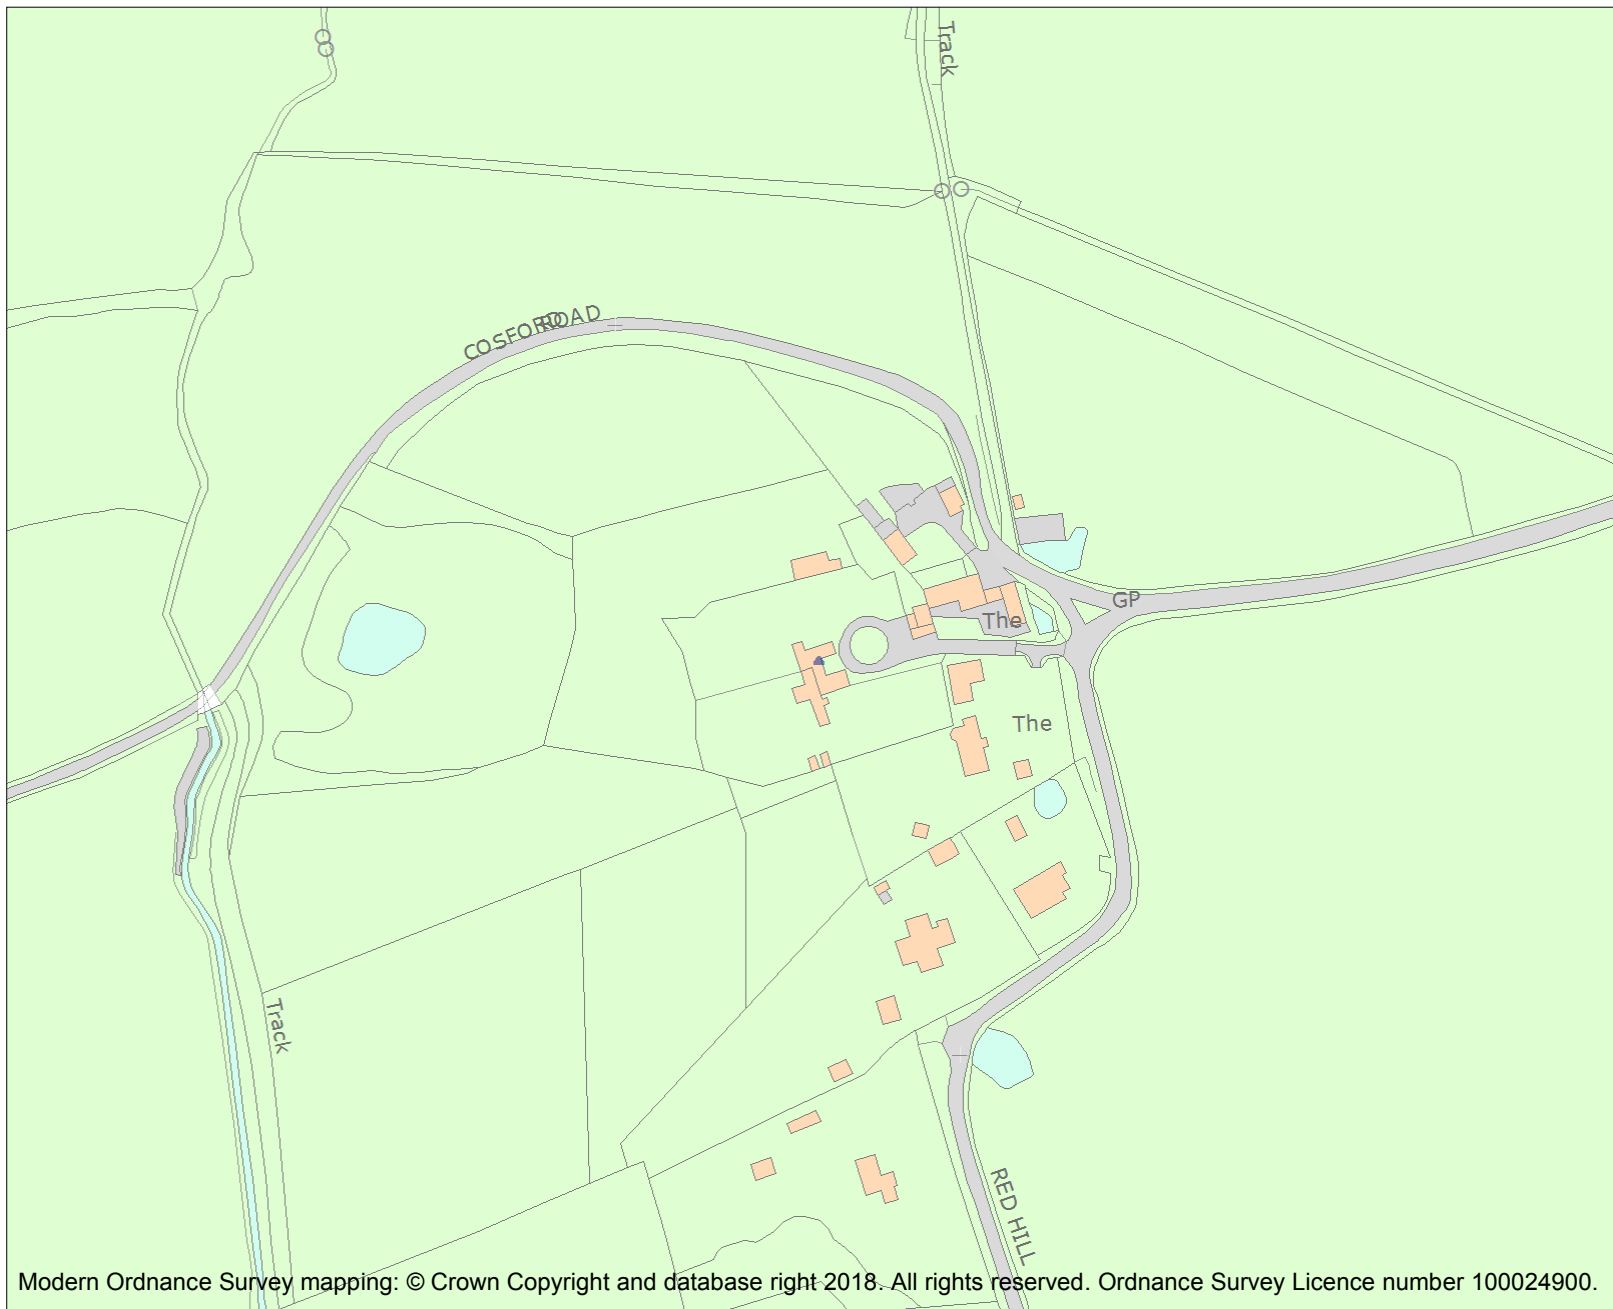 Track
COSFORD ROAD
GP
The
The
Track
RED HILL
Modern Ordnance Survey mapping: © Crown Copyright and database right 2018. All rights reserved. Ordnance Survey Licence number 100024900.